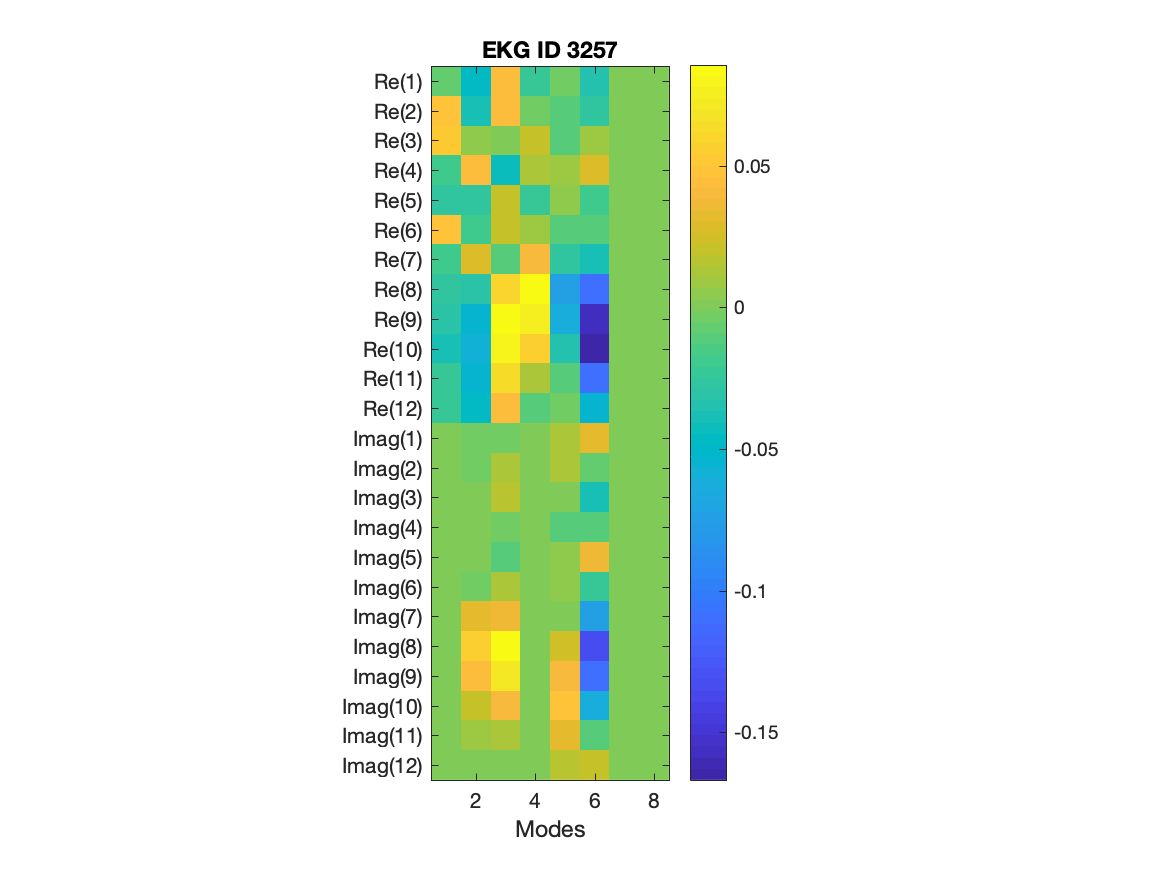 EKG ID 3257
Re(1)
Re(2)
Re(3)
Re(4)
Re(5)
Re(6)
Re(7)
Re(8)
Re(9)
Re(10)
Re(11)
Re(12)
Imag(1)
Imag(2)
Imag(3)
Imag(4)
Imag(5)
Imag(6)
Imag(7)
Imag(8)
Imag(9)
Imag(10)
Imag(11)
Imag(12)
2 4 6 8
Modes
0.05
0
-0.05
-0.1
-0.15